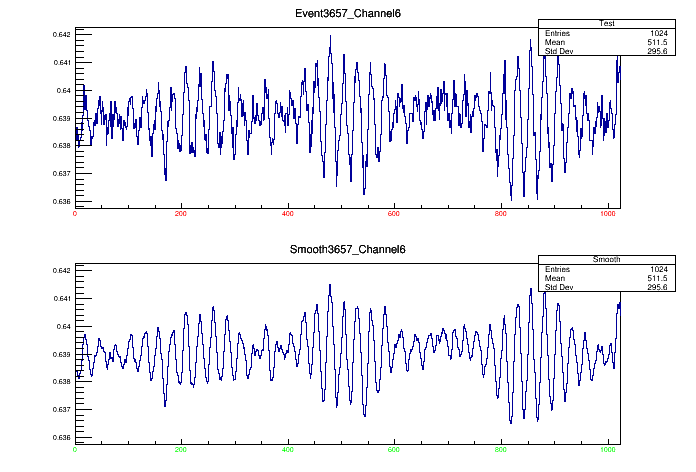 Event3657_Channel6
Test
Entries 1024
Mean 511.5
Std Dev 295.6
0.642
0.641
0.64
0.639
0.638
0.637
0.636
0 200 400 600 800 1000
Smooth3657_Channel6
Smooth
Entries 1024
Mean 511.5
Std Dev 295.6
0.642
0.641
0.64
0.639
0.638
0.637
0.636
0 200 400 600 800 1000